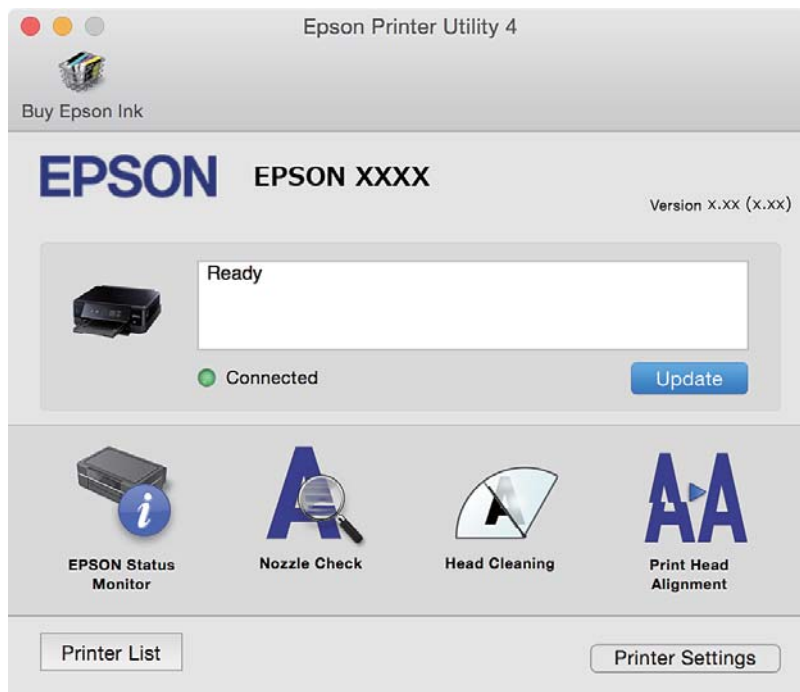 Epson Printer Utility 4
Buy Epson Ink
EPSON
EPSON XXXX
Version x.xx (x.xx)
Ready
Connected
Update
EPSON Status
Monitor
Nozzle Check
Head Cleaning
Print Head
Alignment
Printer List
Printer Settings